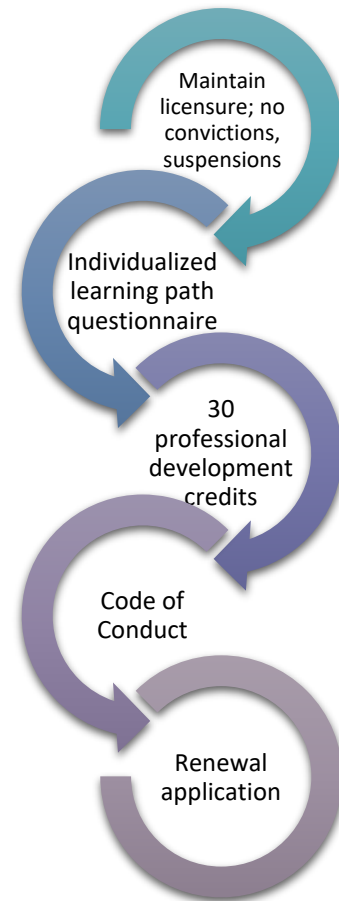 Maintain
licensure; no
convictions,
suspensions
Individualized
learning path
questionnaire
30
professional
development
credits
Code of
Conduct
Renewal
application